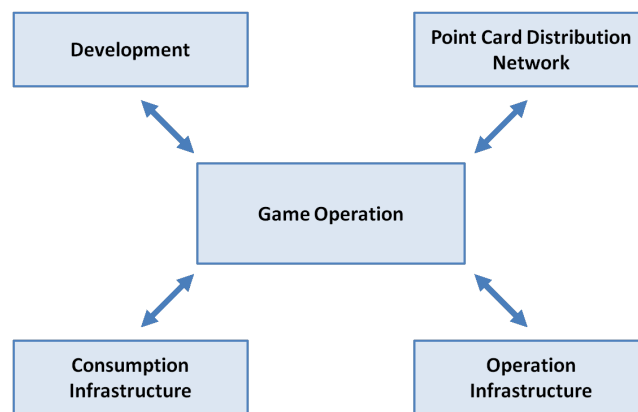 Development
Point Card Distribution
Network
Game Operation
Consumption
Infrastructure
Operation
Infrastructure